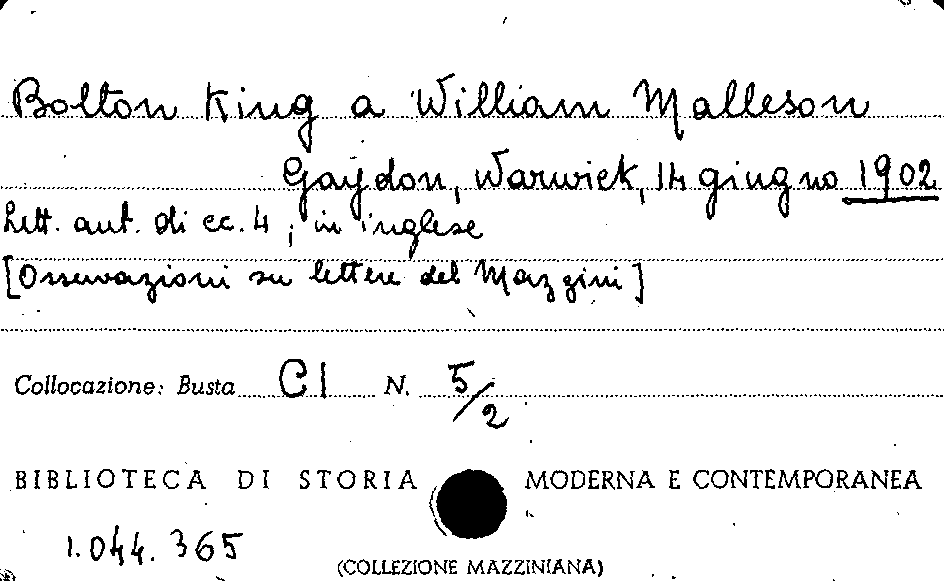 Bolton King a William Malleson
Gaydon, Warwick, 14 giugno 1902
Lett. aut. di cc. 4, in inglese
[Osservazioni su lettere del Mazzini]
Collocazione: Busta CI N. 5/2
BIBLIOTECA DI STORIA MODERNA E CONTEMPORANEA
1.044.365
(COLLEZIONE MAZZINIANA)